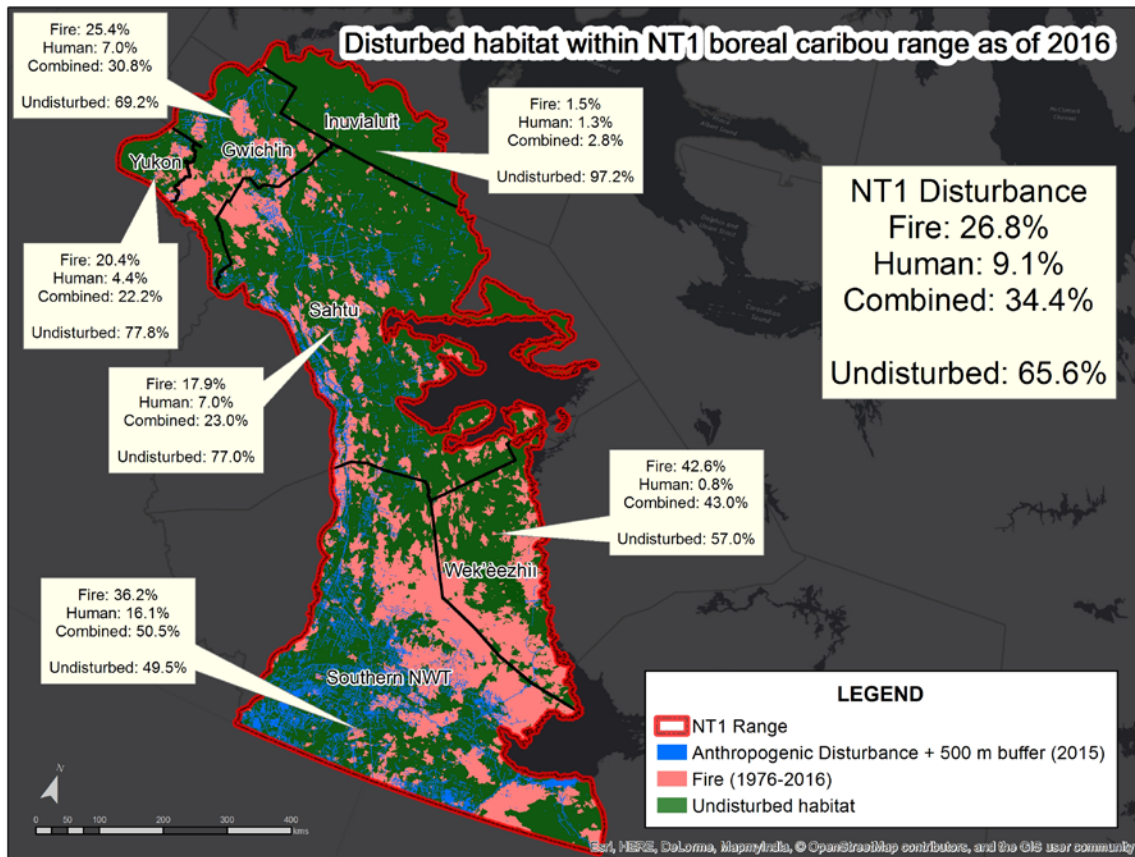 Disturbed habitat within NT1 boreal caribou range as of 2016
Fire: 25.4%
Human: 7.0%
Combined: 30.8%
Undisturbed: 69.2%
Fire: 1.5%
Human: 1.3%
Combined: 2.8%
Undisturbed: 97.2%
Inuvialuit
Gwich'in
Yukon
NT1 Disturbance
Fire: 26.8%
Human: 9.1%
Combined: 34.4%
Undisturbed: 65.6%
Fire: 20.4%
Human: 4.4%
Combined: 22.2%
Undisturbed: 77.8%
Sahtu
Fire: 17.9%
Human: 7.0%
Combined: 23.0%
Undisturbed: 77.0%
Fire: 42.6%
Human: 0.8%
Combined: 43.0%
Undisturbed: 57.0%
Wek'èezhìi
Fire: 36.2%
Human: 16.1%
Combined: 50.5%
Undisturbed: 49.5%
Southern NWT
LEGEND
NT1 Range
Anthropogenic Disturbance + 500 m buffer (2015)
Fire (1976-2016)
Undisturbed habitat
N
0 50 100 200 300 400
kms
Esri, HERE, DeLorme, MapmyIndia, © OpenStreetMap contributors, and the GIS user community